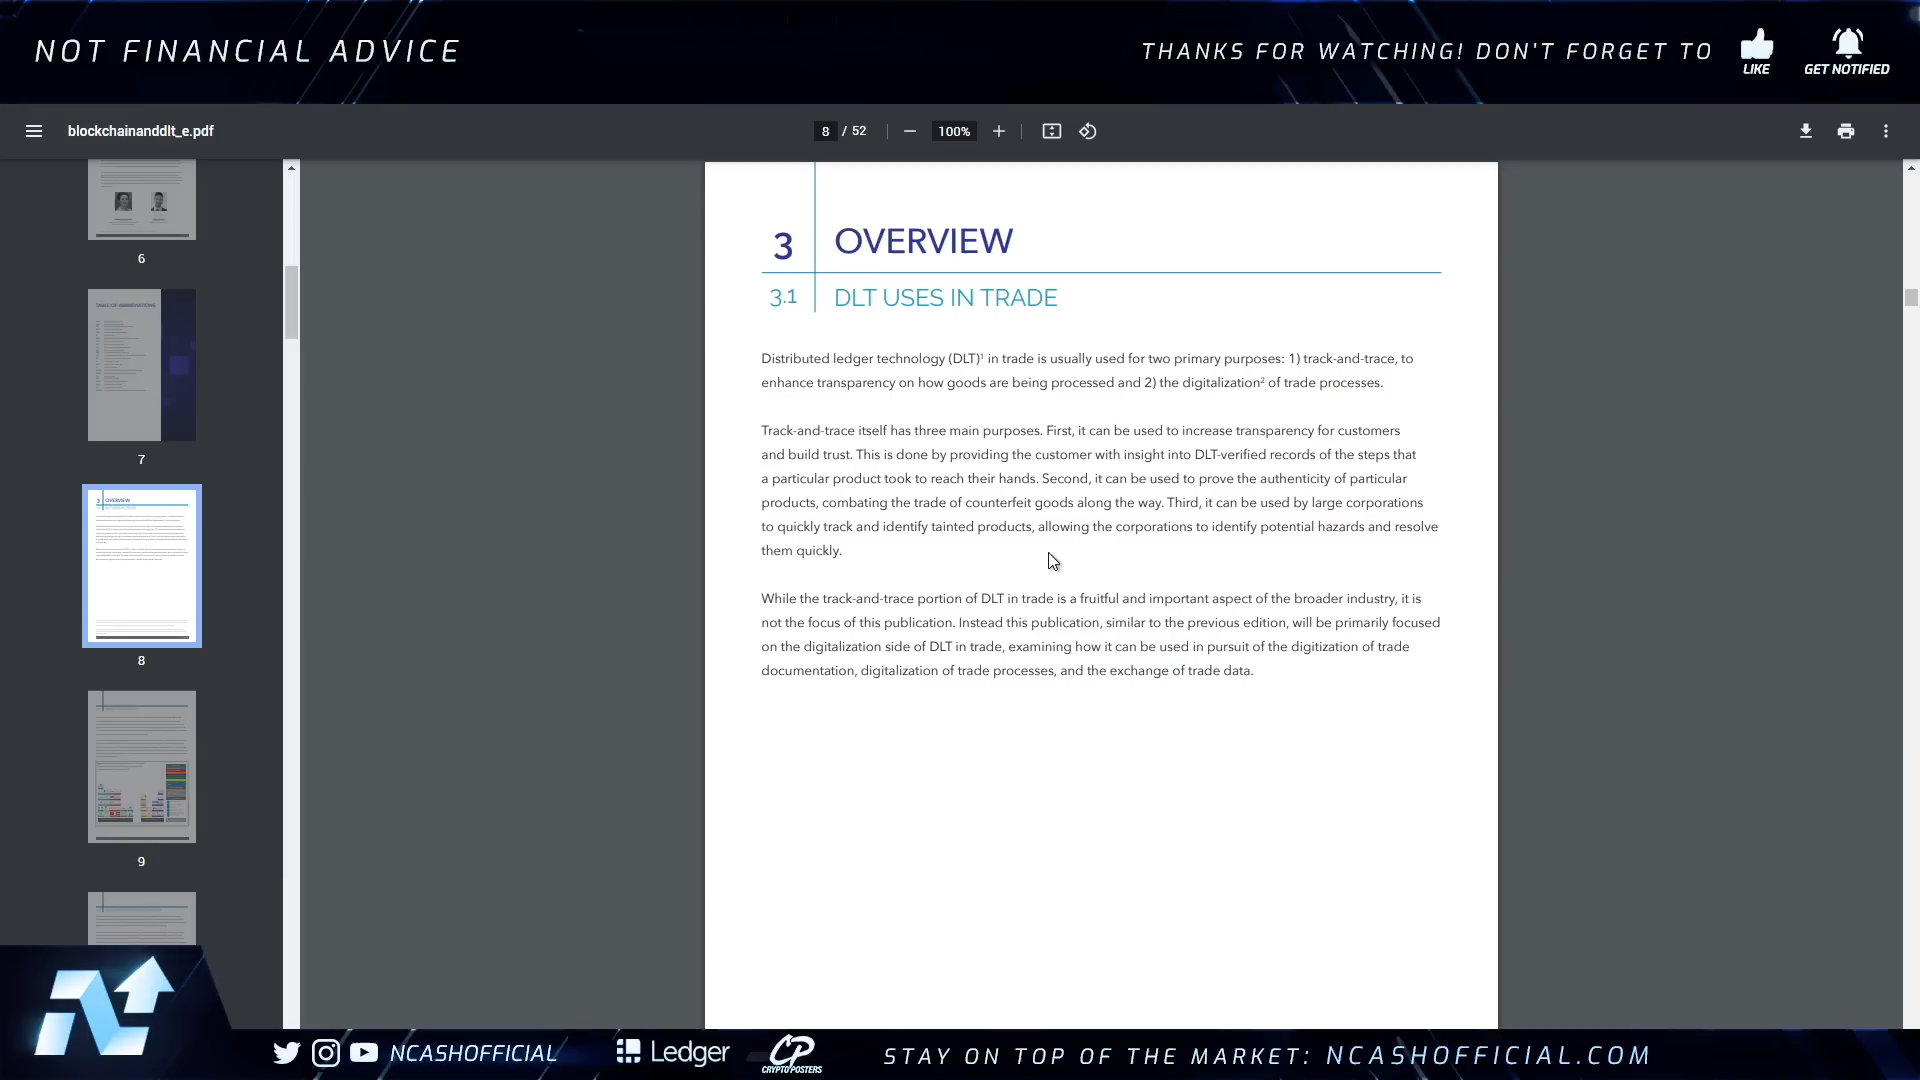 NOT FINANCIAL ADVICE
THANKS FOR WATCHING! DON'T FORGET TO
LIKE
GET NOTIFIED
blockchainanddlt_e.pdf
8 / 52
100%
6
7
8
9
3 OVERVIEW
3.1 DLT USES IN TRADE
Distributed ledger technology (DLT)¹ in trade is usually used for two primary purposes: 1) track-and-trace, to
enhance transparency on how goods are being processed and 2) the digitalization² of trade processes.
Track-and-trace itself has three main purposes. First, it can be used to increase transparency for customers
and build trust. This is done by providing the customer with insight into DLT-verified records of the steps that
a particular product took to reach their hands. Second, it can be used to prove the authenticity of particular
products, combating the trade of counterfeit goods along the way. Third, it can be used by large corporations
to quickly track and identify tainted products, allowing the corporations to identify potential hazards and resolve
them quickly.
While the track-and-trace portion of DLT in trade is a fruitful and important aspect of the broader industry, it is
not the focus of this publication. Instead this publication, similar to the previous edition, will be primarily focused
on the digitalization side of DLT in trade, examining how it can be used in pursuit of the digitization of trade
documentation, digitalization of trade processes, and the exchange of trade data.
NCASHOFFICIAL
Ledger
CP
CRYPTO POSTERS
STAY ON TOP OF THE MARKET: NCASHOFFICIAL.COM